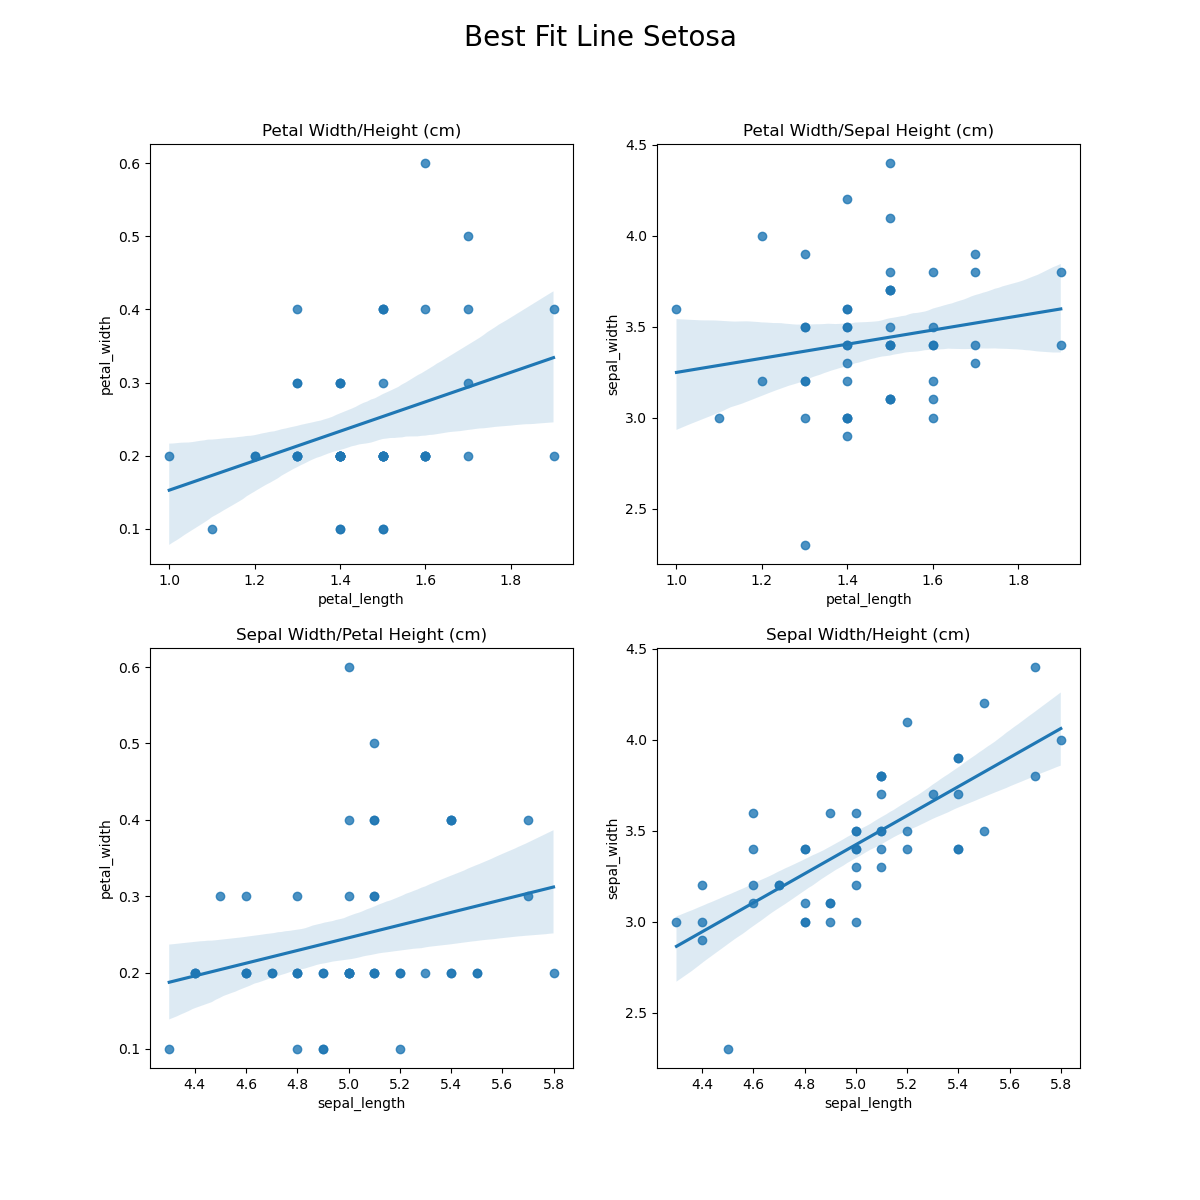 Best Fit Line Setosa
Petal Width/Height (cm)
0.6
0.5
0.4
0.3
0.2
0.1
petal_width
1.0 1.2 1.4 1.6 1.8
petal_length
Petal Width/Sepal Height (cm)
4.5
4.0
3.5
3.0
2.5
sepal_width
1.0 1.2 1.4 1.6 1.8
petal_length
Sepal Width/Petal Height (cm)
0.6
0.5
0.4
0.3
0.2
0.1
petal_width
4.4 4.6 4.8 5.0 5.2 5.4 5.6 5.8
sepal_length
Sepal Width/Height (cm)
4.5
4.0
3.5
3.0
2.5
sepal_width
4.4 4.6 4.8 5.0 5.2 5.4 5.6 5.8
sepal_length